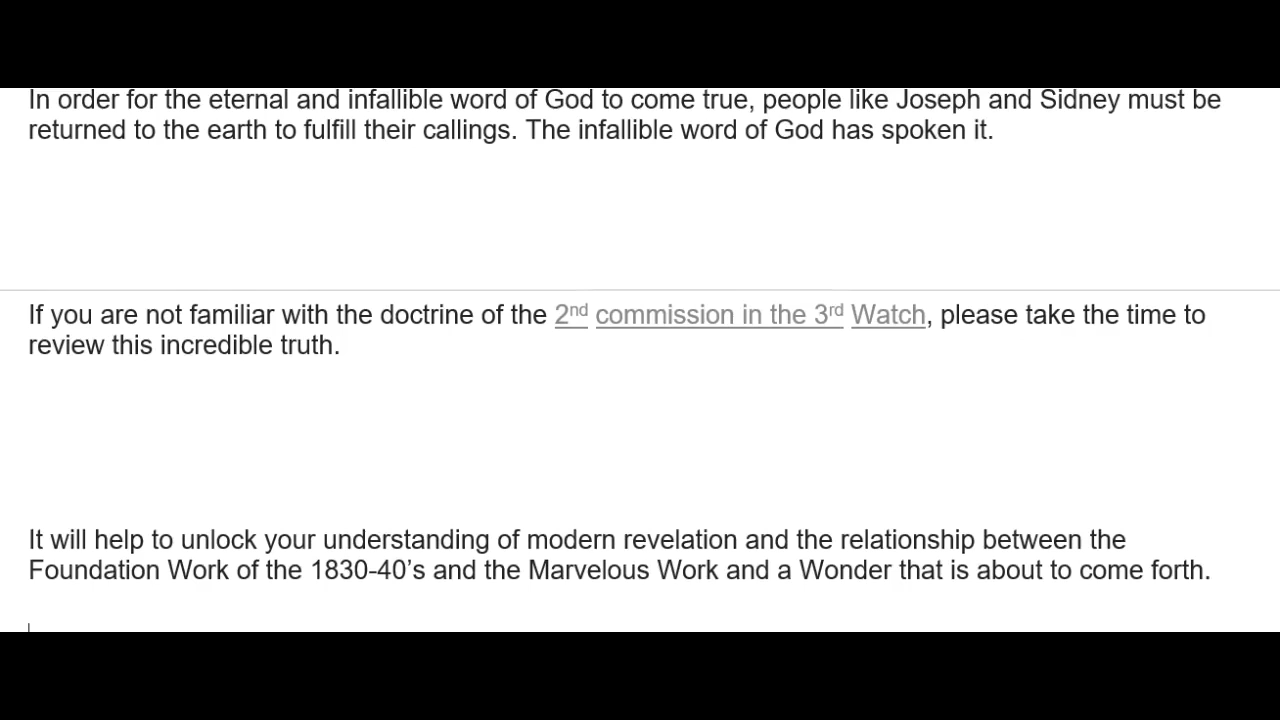 In order for the eternal and infallible word of God to come true, people like Joseph and Sidney must be
returned to the earth to fulfill their callings. The infallible word of God has spoken it.
If you are not familiar with the doctrine of the 2nd commission in the 3rd Watch, please take the time to
review this incredible truth.
It will help to unlock your understanding of modern revelation and the relationship between the
Foundation Work of the 1830-40’s and the Marvelous Work and a Wonder that is about to come forth.